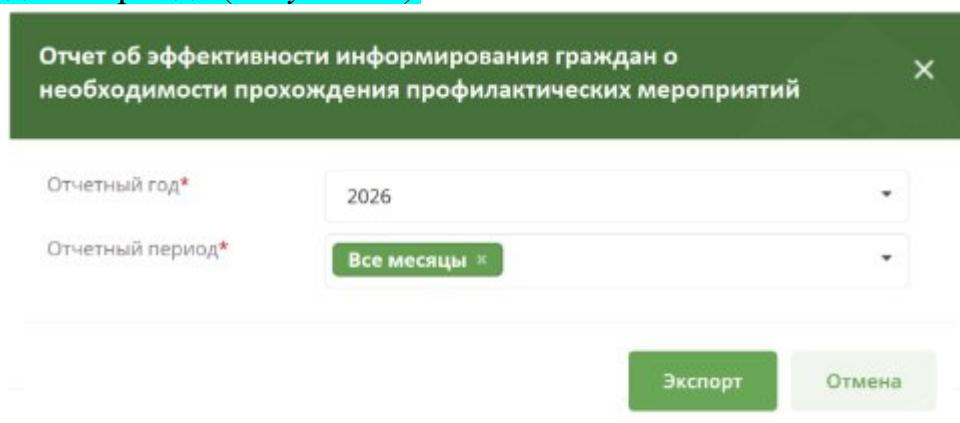 Отчет об эффективности информирования граждан о
необходимости прохождения профилактических мероприятий ×
Отчетный год* 2026
Отчетный период* Все месяцы ×
Экспорт Отмена